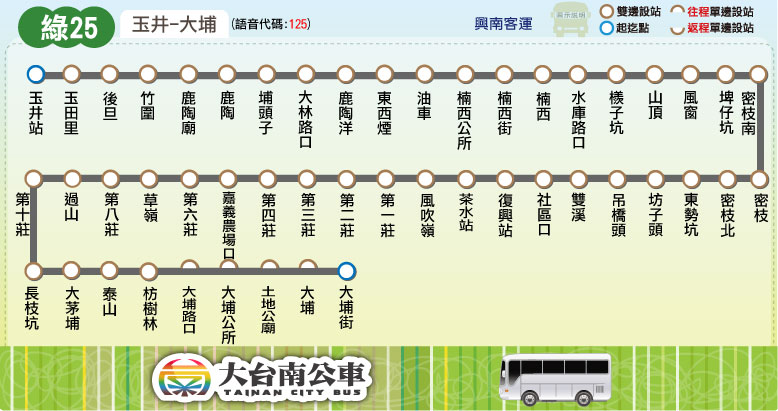 綠25
玉井-大埔
(語音代碼:125)
興南客運
雙邊設站
往程單邊設站
起迄點
返程單邊設站
玉井站
玉田里
後旦
竹圍
鹿陶廟
鹿陶
埔頭子
大林路口
鹿陶洋
東西煙
油車
楠西公所
楠西街
楠西
水庫路口
檨子坑
山頂
風窗
埤仔坑
密枝南
密枝
密枝北
東勢坑
坊子頭
吊橋頭
雙溪
社區口
復興站
茶水站
風吹嶺
第一莊
第二莊
第三莊
第四莊
嘉義農場口
第六莊
草嶺
第八莊
過山
第十莊
長枝坑
大茅埔
泰山
枋樹林
大埔路口
大埔公所
土地公廟
大埔
大埔街
大台南公車
TAINAN CITY BUS